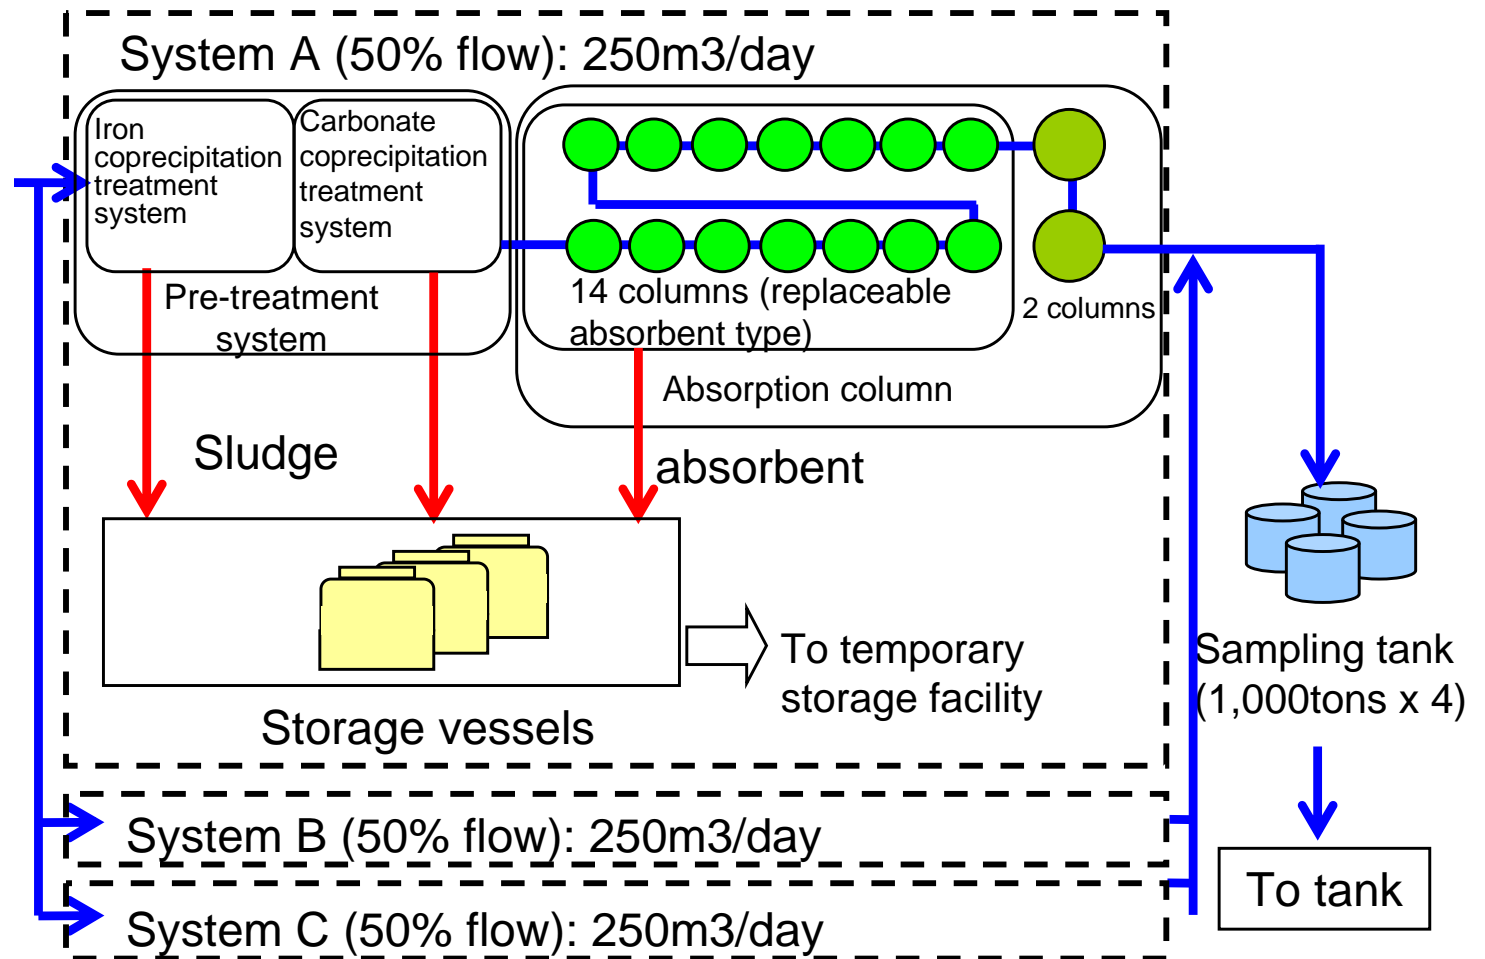 System A (50% flow): 250m3/day
Iron
coprecipitation
treatment
system
Carbonate
coprecipitation
treatment
system
Pre-treatment
system
14 columns (replaceable
absorbent type)
2 columns
Absorption column
Sludge
absorbent
To temporary
storage facility
Storage vessels
Sampling tank
(1,000tons x 4)
System B (50% flow): 250m3/day
To tank
System C (50% flow): 250m3/day